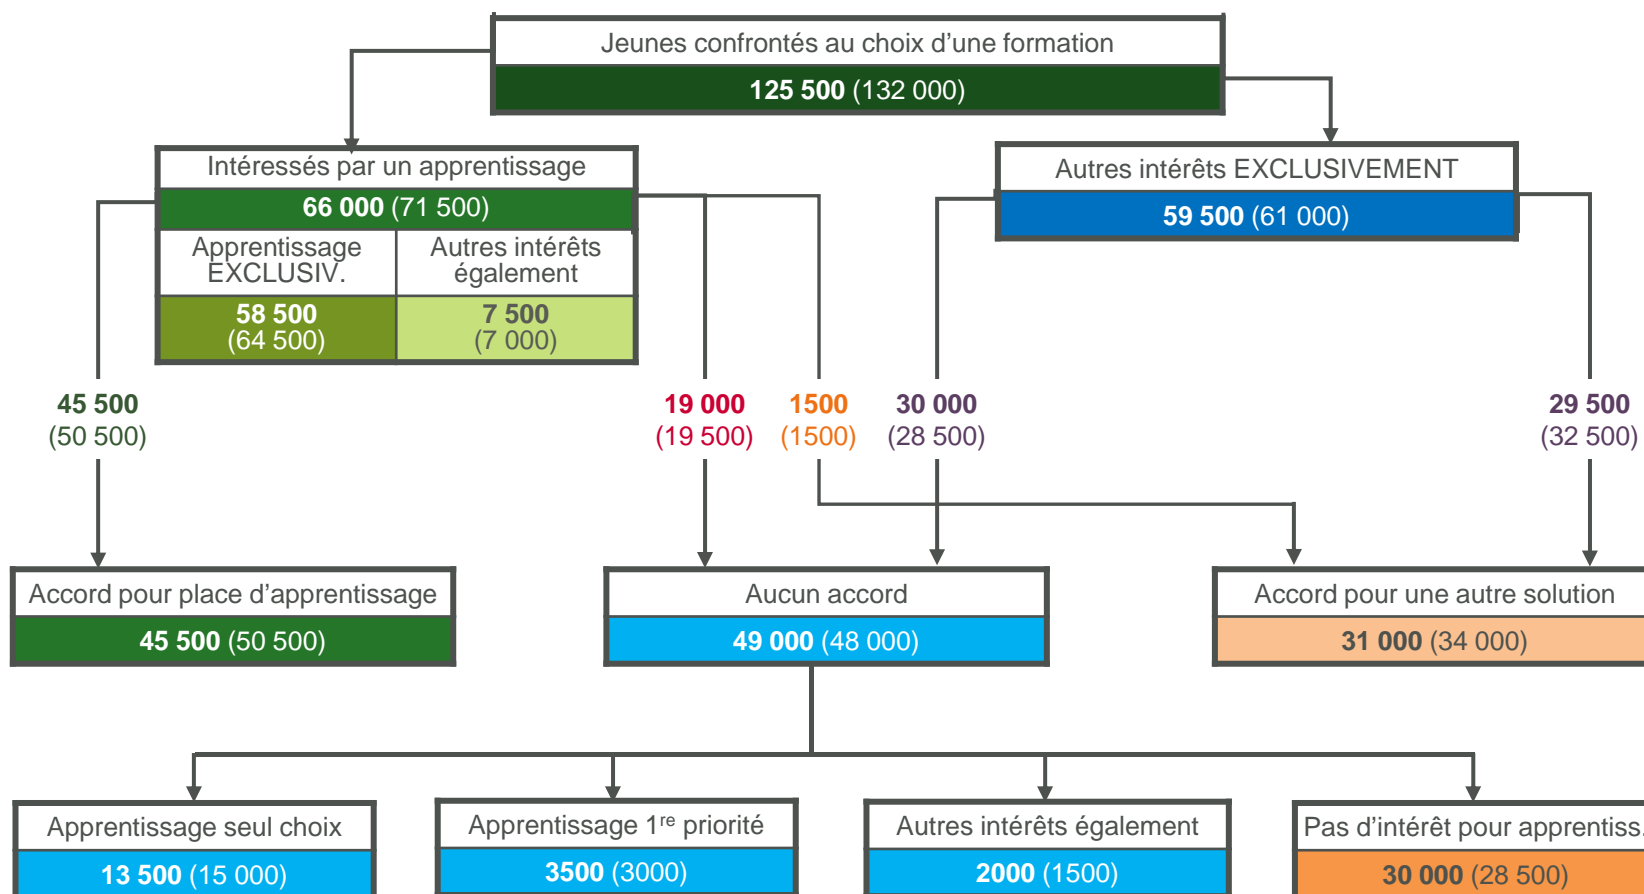 Jeunes confrontés au choix d’une formation
125 500 (132 000)
Intéressés par un apprentissage
66 000 (71 500)
Apprentissage
EXCLUSIV.
58 500
(64 500)
Autres intérêts
également
7 500
(7 000)
Autres intérêts EXCLUSIVEMENT
59 500 (61 000)
45 500
(50 500)
19 000
(19 500)
1500
(1500)
30 000
(28 500)
29 500
(32 500)
Accord pour place d’apprentissage
45 500 (50 500)
Aucun accord
49 000 (48 000)
Accord pour une autre solution
31 000 (34 000)
Apprentissage seul choix
13 500 (15 000)
Apprentissage 1re priorité
3500 (3000)
Autres intérêts également
2000 (1500)
Pas d’intérêt pour apprentiss.
30 000 (28 500)